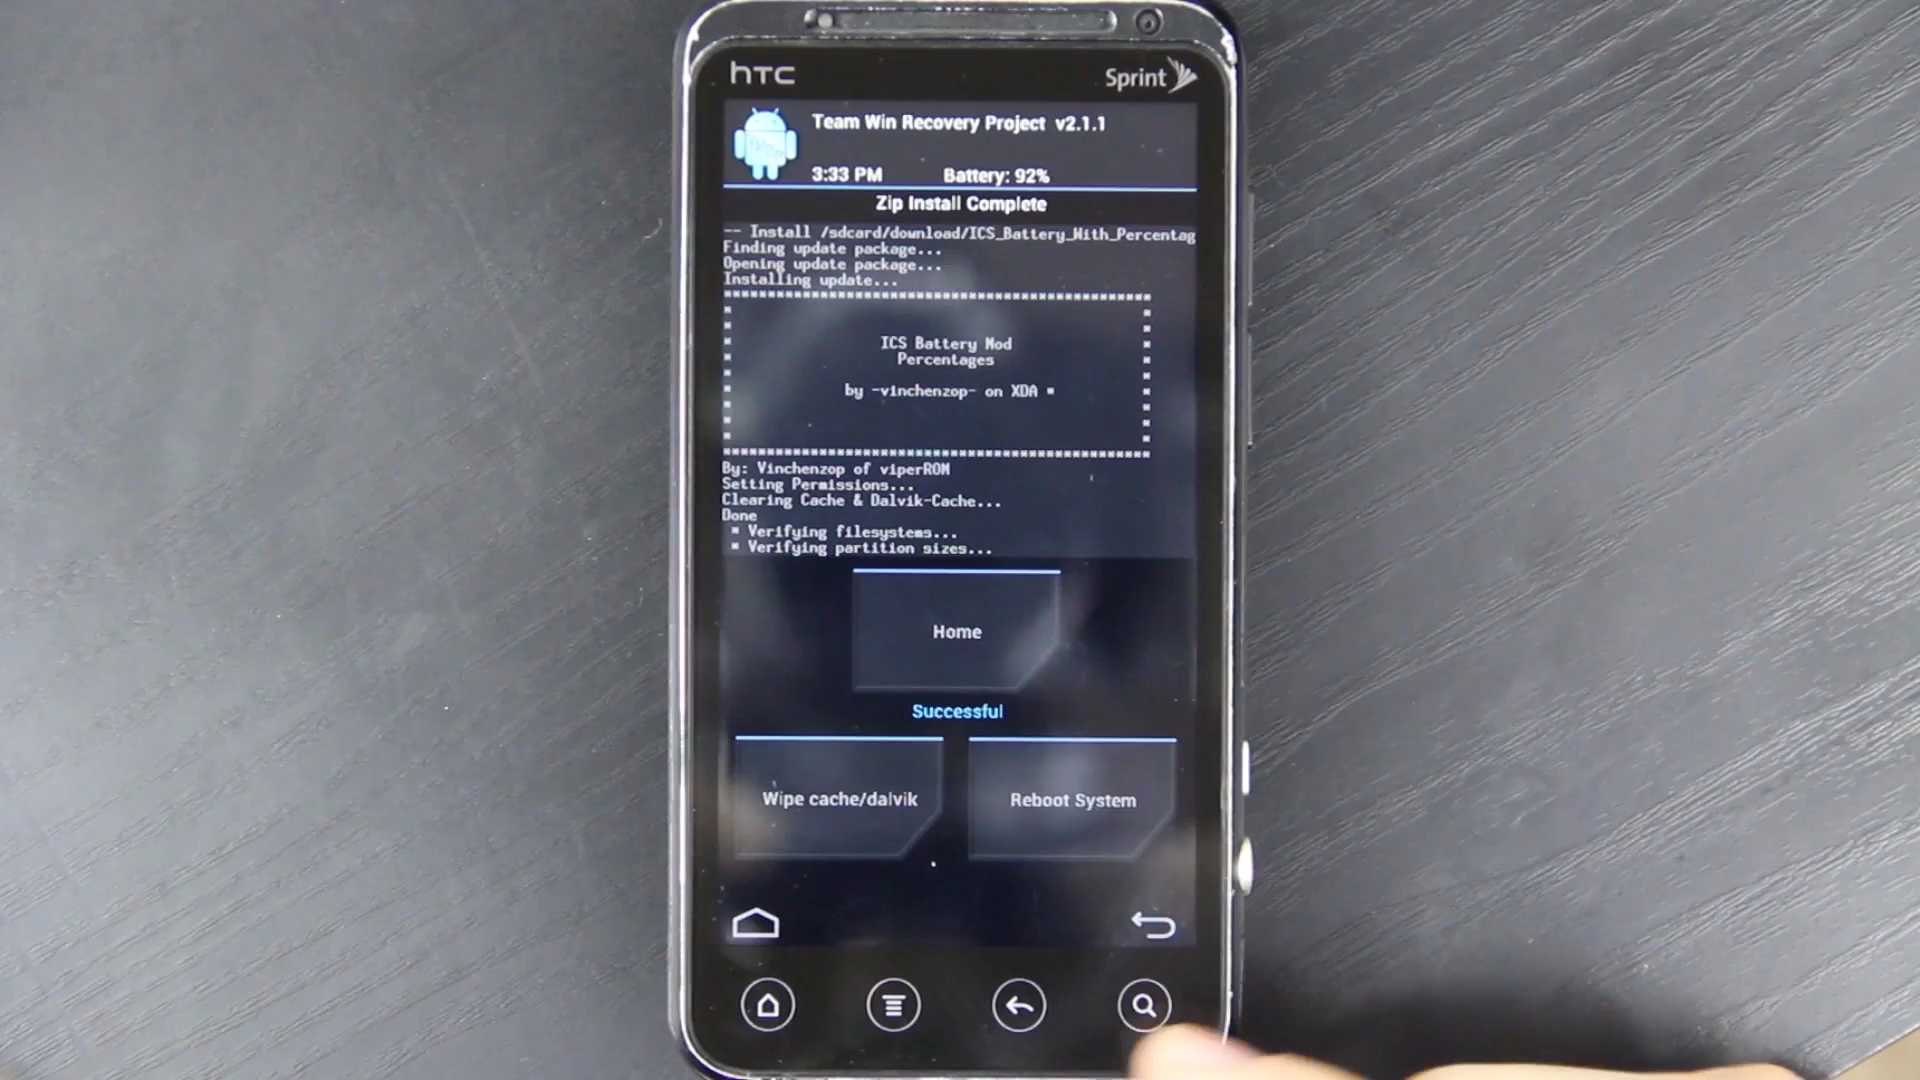 hTC
Sprint
Team Win Recovery Project v2.1.1
3:33 PM Battery: 92%
Zip Install Complete
-- Install /sdcard/download/ICS_Battery_With_Percentag
Finding update package...
Opening update package...
Installing update...
ICS Battery Mod
Percentages
by -vinchenzop- on XDA *
By: Vinchenzop of viperROM
Setting Permissions...
Clearing Cache & Dalvik-Cache...
Done
* Verifying filesystems...
* Verifying partition sizes...
Home
Successful
Wipe cache/dalvik
Reboot System